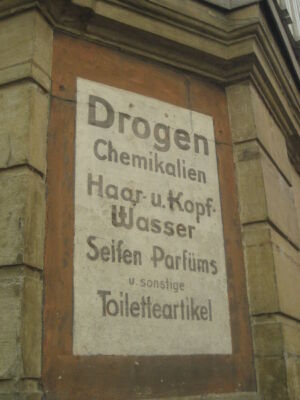 Drogen
Chemikalien
Haar- u. Kopf-
Wasser
Seifen Parfüms
u. sonstige
Toiletteartikel